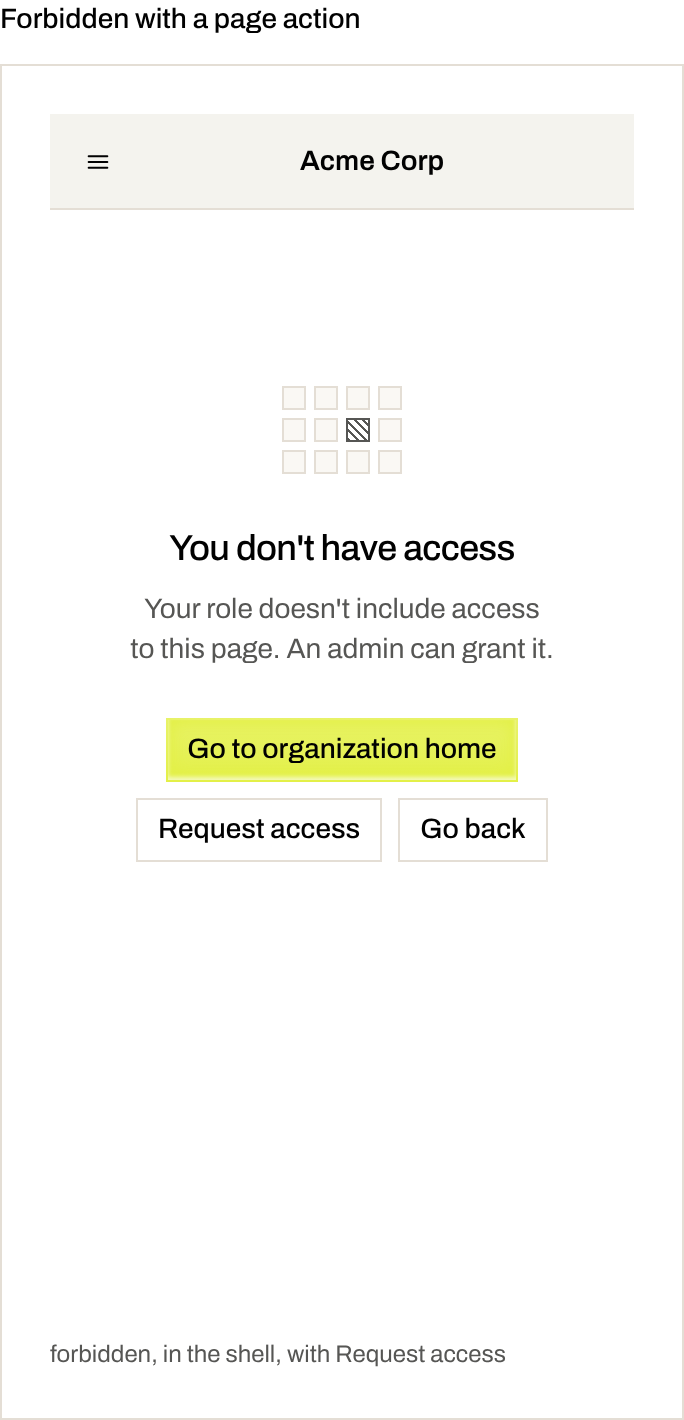 Forbidden with a page action
Acme Corp
You don't have access
Your role doesn't include access
to this page. An admin can grant it.
Go to organization home
Request access
Go back
forbidden, in the shell, with Request access